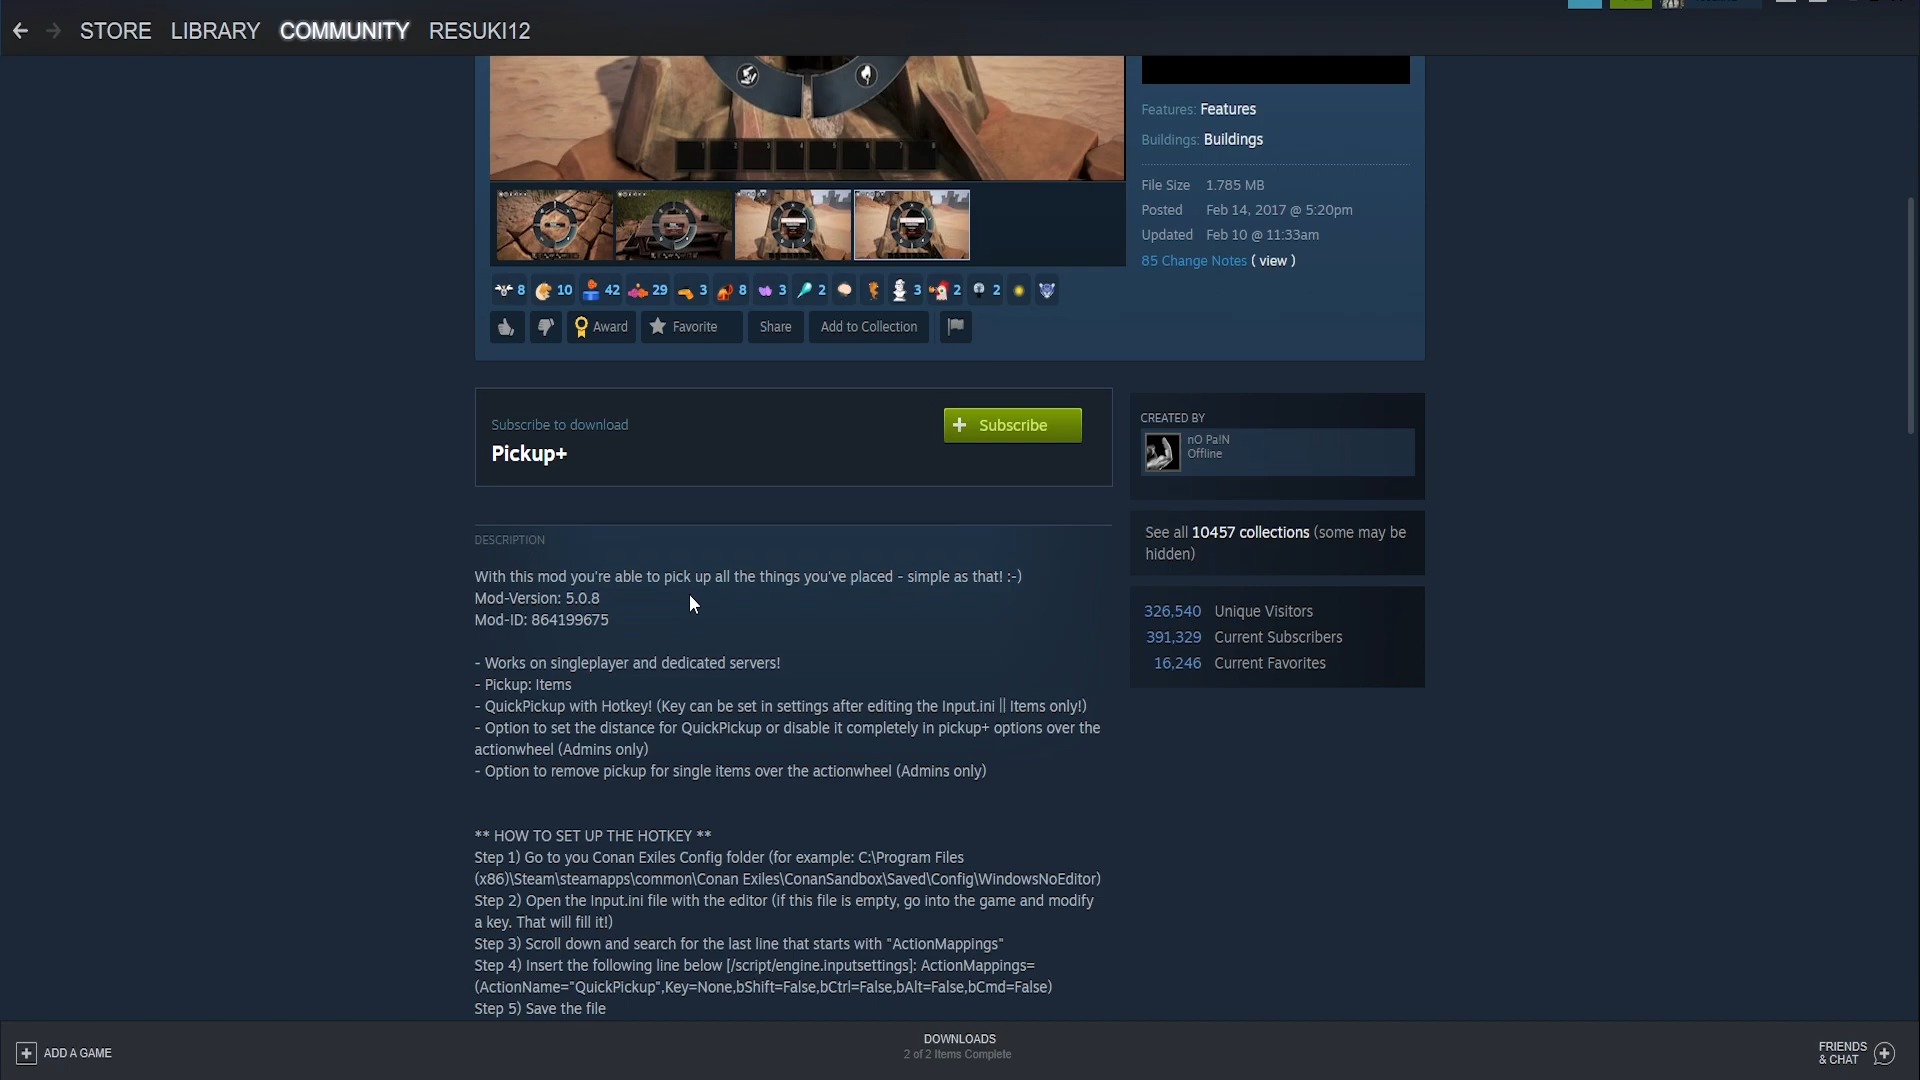 STORE LIBRARY COMMUNITY RESUKI12
Features: Features
Buildings: Buildings
File Size 1.785 MB
Posted Feb 14, 2017 @ 5:20pm
Updated Feb 10 @ 11:33am
85 Change Notes ( view )
8 10 42 29 3 8 3 2 3 2 2
Award Favorite Share Add to Collection
Subscribe to download
Pickup+
+ Subscribe
CREATED BY
nO Pa!N
Offline
See all 10457 collections (some may be
hidden)
326,540 Unique Visitors
391,329 Current Subscribers
16,246 Current Favorites
DESCRIPTION
With this mod you're able to pick up all the things you've placed - simple as that! :-)
Mod-Version: 5.0.8
Mod-ID: 864199675
- Works on singleplayer and dedicated servers!
- Pickup: Items
- QuickPickup with Hotkey! (Key can be set in settings after editing the Input.ini || Items only!)
- Option to set the distance for QuickPickup or disable it completely in pickup+ options over the
actionwheel (Admins only)
- Option to remove pickup for single items over the actionwheel (Admins only)
** HOW TO SET UP THE HOTKEY **
Step 1) Go to you Conan Exiles Config folder (for example: C:\Program Files
(x86)\Steam\steamapps\common\Conan Exiles\ConanSandbox\Saved\Config\WindowsNoEditor)
Step 2) Open the Input.ini file with the editor (if this file is empty, go into the game and modify
a key. That will fill it!)
Step 3) Scroll down and search for the last line that starts with "ActionMappings"
Step 4) Insert the following line below [/script/engine.inputsettings]: ActionMappings=
(ActionName="QuickPickup",Key=None,bShift=False,bCtrl=False,bAlt=False,bCmd=False)
Step 5) Save the file
ADD A GAME
DOWNLOADS
2 of 2 Items Complete
FRIENDS
& CHAT